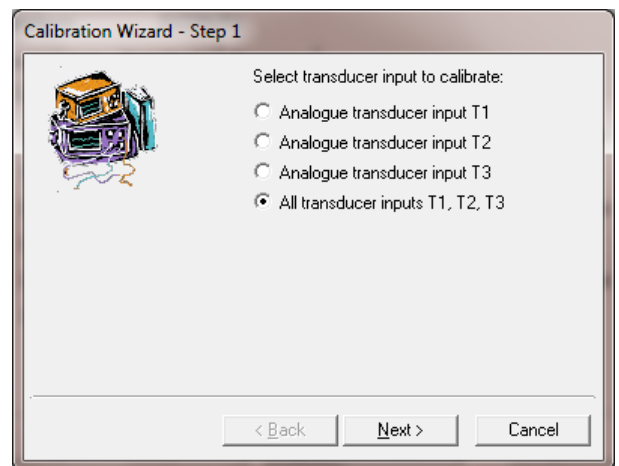 Calibration Wizard - Step 1
Select transducer input to calibrate:
Analogue transducer input T1
Analogue transducer input T2
Analogue transducer input T3
All transducer inputs T1, T2, T3
< Back
Next >
Cancel